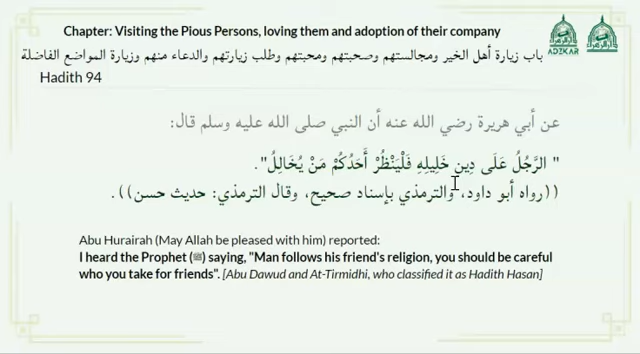 Chapter: Visiting the Pious Persons, loving them and adoption of their company
باب زيارة أهل الخير ومجالستهم وصحبتهم ومحبتهم وطلب زيارتهم والدعاء منهم وزيارة المواضع الفاضلة
ADZKAR
Hadith 94
عن أبي هريرة رضي الله عنه أن النبي صلى الله عليه وسلم قال:
" الرَّجُلُ عَلَى دِينِ خَلِيلِهِ فَلْيَنْظُرْ أَحَدُكُمْ مَنْ يُخَالِلُ".
((رواه أبو داود، والترمذي بإسناد صحيح، وقال الترمذي: حديث حسن)).
Abu Hurairah (May Allah be pleased with him) reported:
I heard the Prophet (ﷺ) saying, "Man follows his friend's religion, you should be careful
who you take for friends". [Abu Dawud and At-Tirmidhi, who classified it as Hadith Hasan]